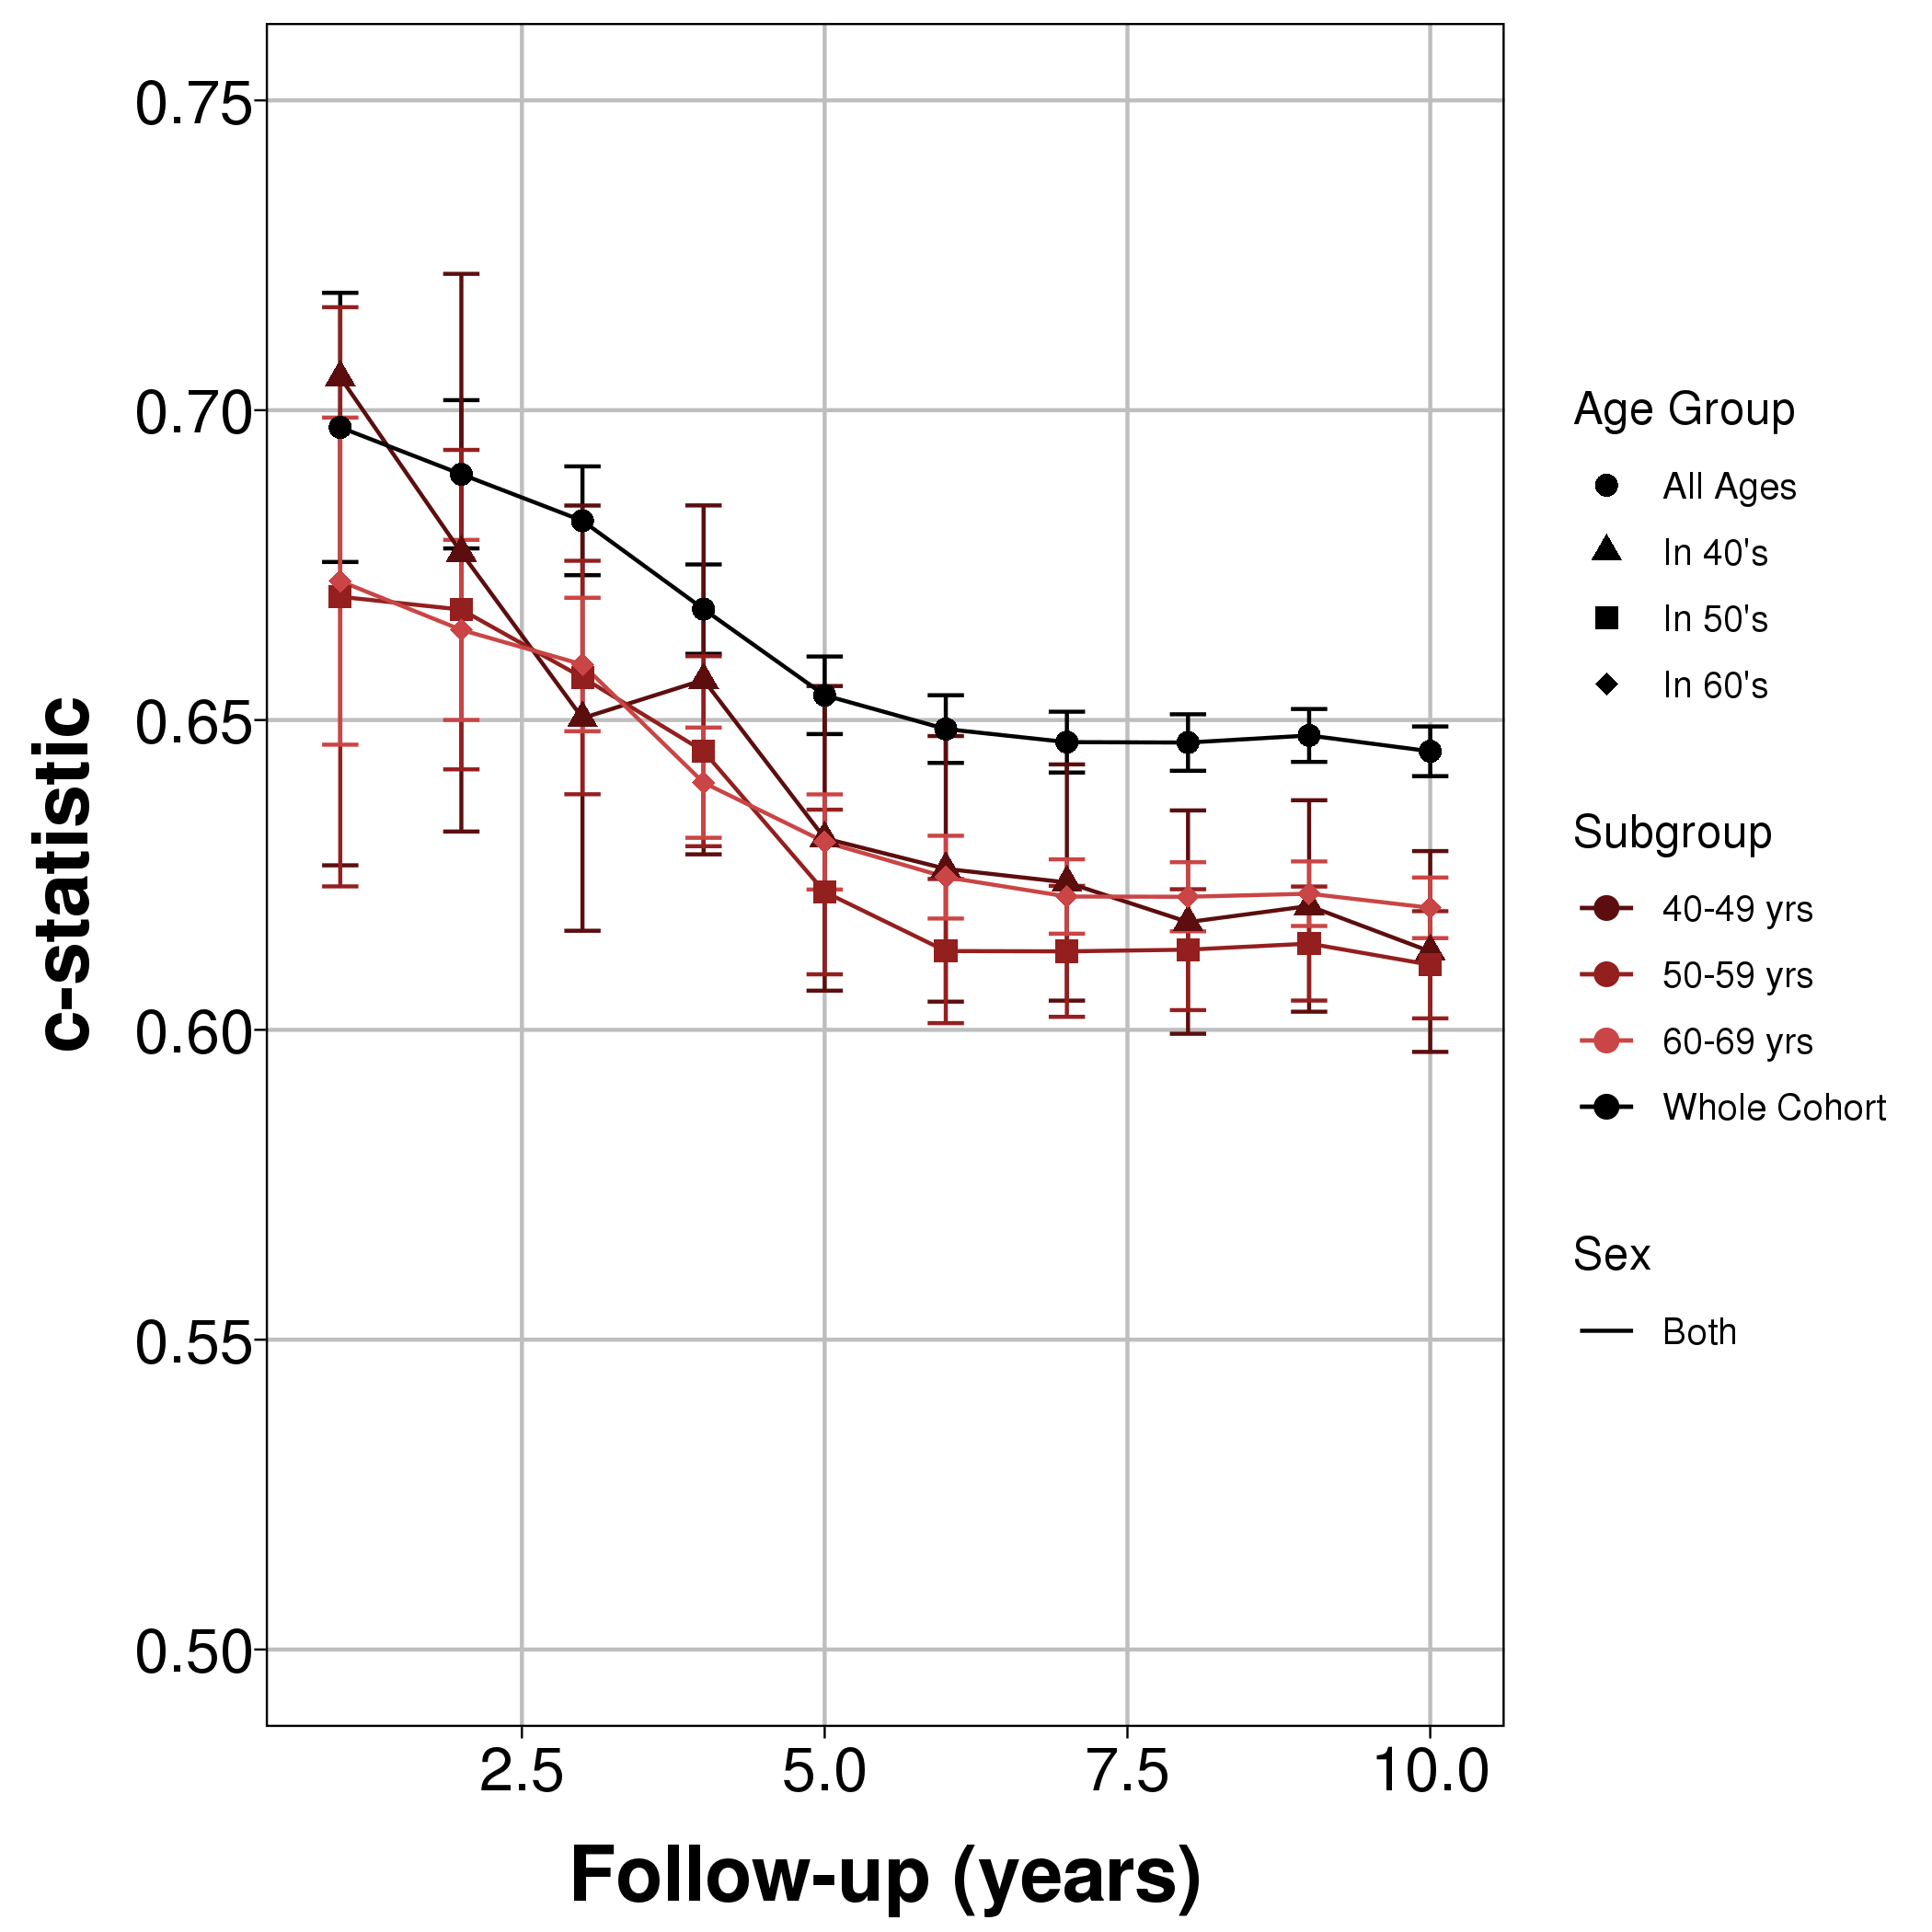 0.75
0.70
0.65
0.60
0.55
0.50
c-statistic
2.5 5.0 7.5 10.0
Follow-up (years)
Age Group
All Ages
In 40's
In 50's
In 60's
Subgroup
40-49 yrs
50-59 yrs
60-69 yrs
Whole Cohort
Sex
Both